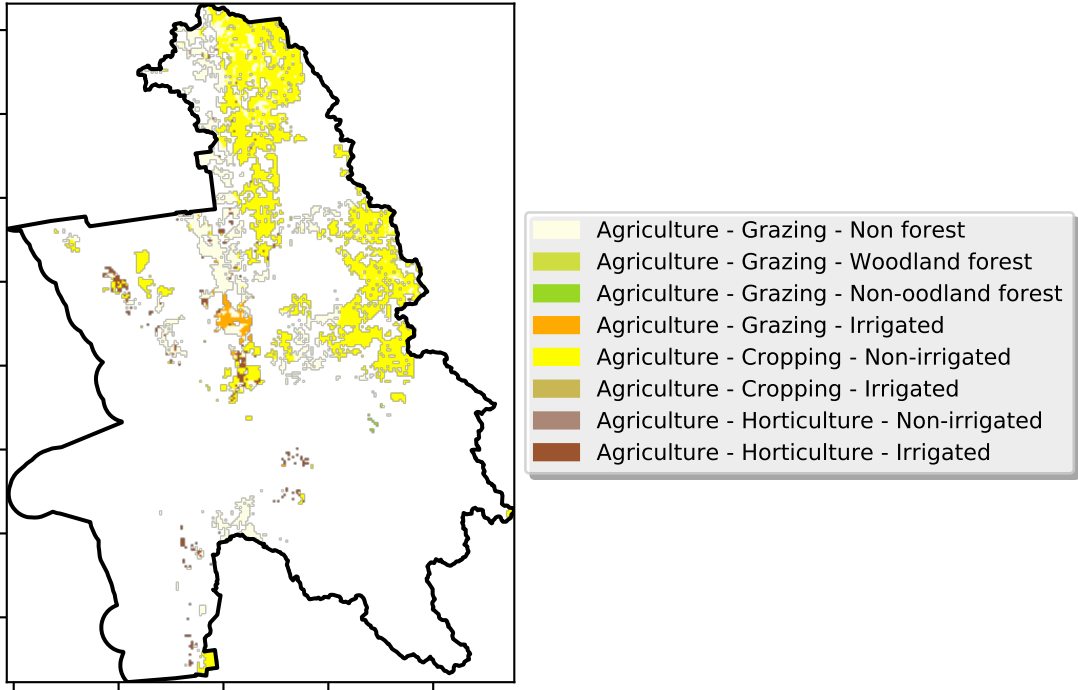 Agriculture - Grazing - Non forest
Agriculture - Grazing - Woodland forest
Agriculture - Grazing - Non-oodland forest
Agriculture - Grazing - Irrigated
Agriculture - Cropping - Non-irrigated
Agriculture - Cropping - Irrigated
Agriculture - Horticulture - Non-irrigated
Agriculture - Horticulture - Irrigated